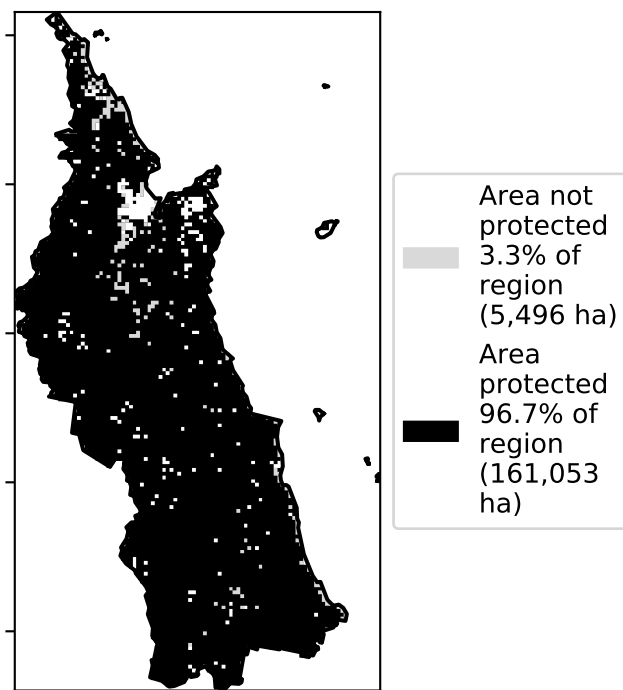 Area not
protected
3.3% of
region
(5,496 ha)
Area
protected
96.7% of
region
(161,053
ha)